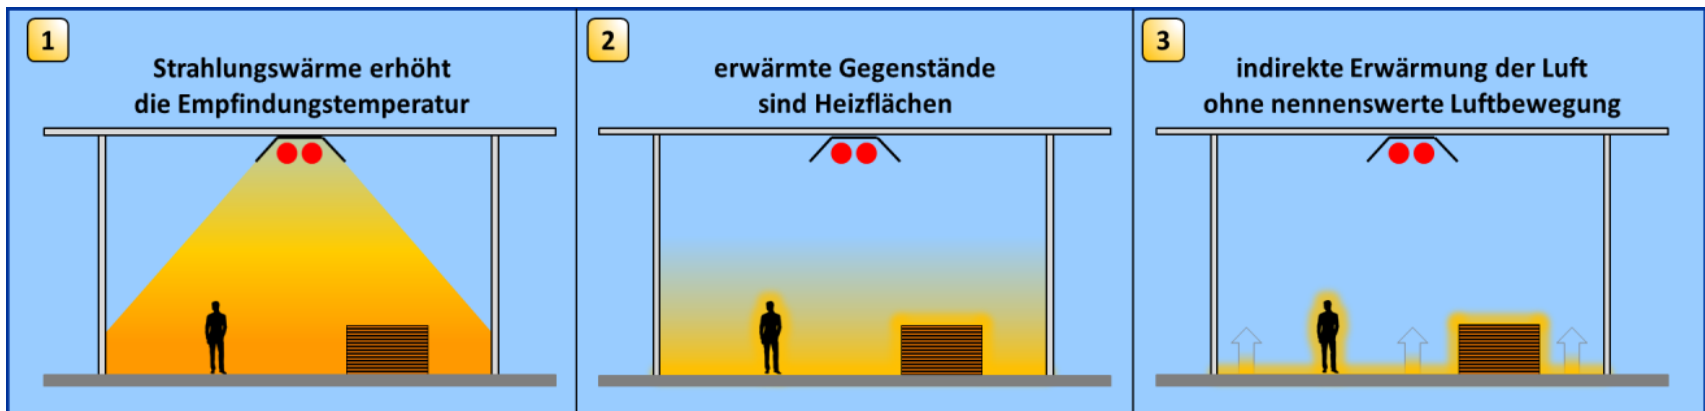 1
Strahlungswärme erhöht
die Empfindungstemperatur
2
erwärmte Gegenstände
sind Heizflächen
3
indirekte Erwärmung der Luft
ohne nennenswerte Luftbewegung